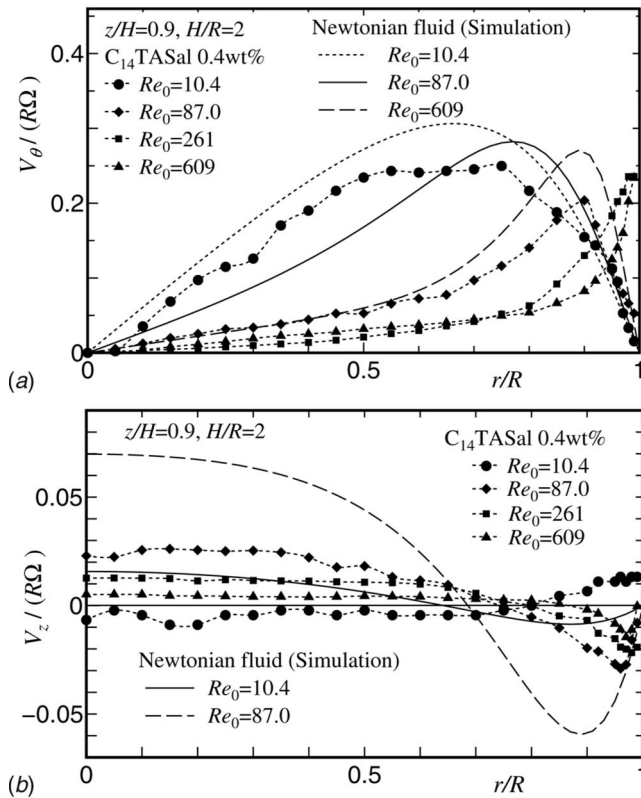 z/H=0.9, H/R=2
C₁₄TASal 0.4wt%
Re₀=10.4
Re₀=87.0
Re₀=261
Re₀=609
Newtonian fluid (Simulation)
Re₀=10.4
Re₀=87.0
Re₀=609
0.4
0.2
0
V_θ / (RΩ)
0
0.5
1
r/R
(a)
z/H=0.9, H/R=2
C₁₄TASal 0.4wt%
Re₀=10.4
Re₀=87.0
Re₀=261
Re₀=609
0.05
0
−0.05
V_z / (RΩ)
Newtonian fluid (Simulation)
Re₀=10.4
Re₀=87.0
0
0.5
1
r/R
(b)